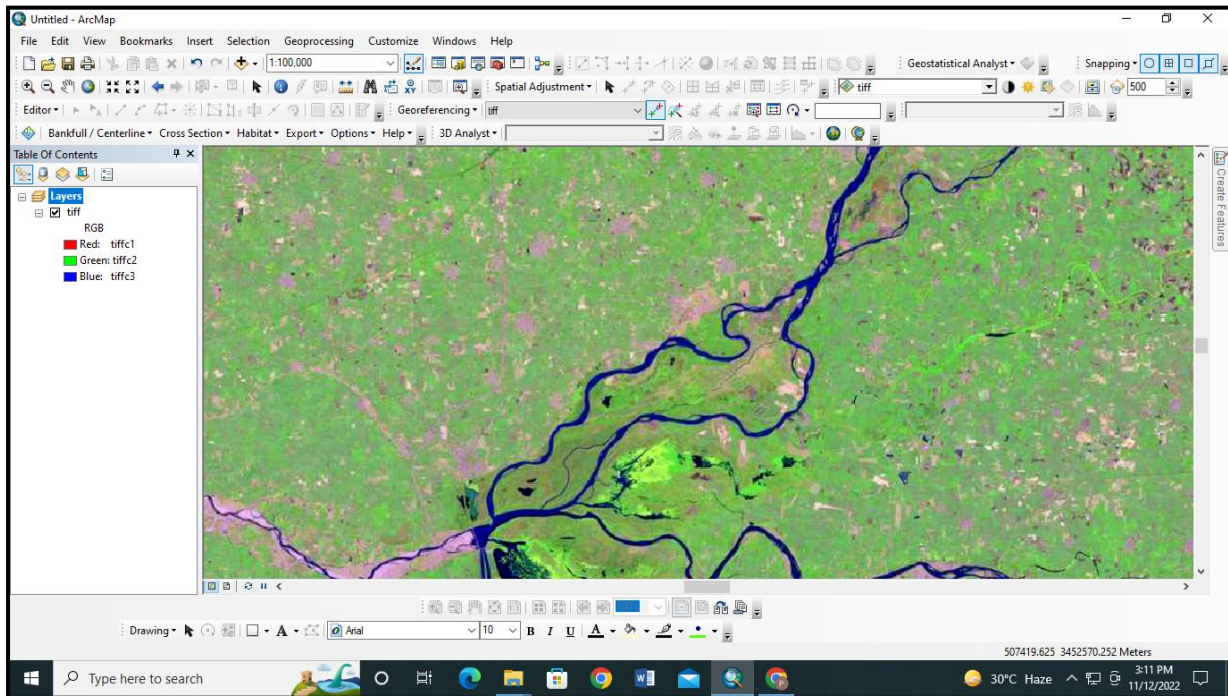 Untitled - ArcMap
File Edit View Bookmarks Insert Selection Geoprocessing Customize Windows Help
1:100,000 Geostatistical Analyst Snapping
Spatial Adjustment tiff 500
Editor Georeferencing tiff
Bankfull / Centerline Cross Section Habitat Export Options Help 3D Analyst
Table Of Contents
Layers
tiff
RGB
Red: tiffc1
Green: tiffc2
Blue: tiffc3
Create Features
Drawing A Arial 10 B I U A
507419.625 3452570.252 Meters
Type here to search
30°C Haze 3:11 PM
11/12/2022